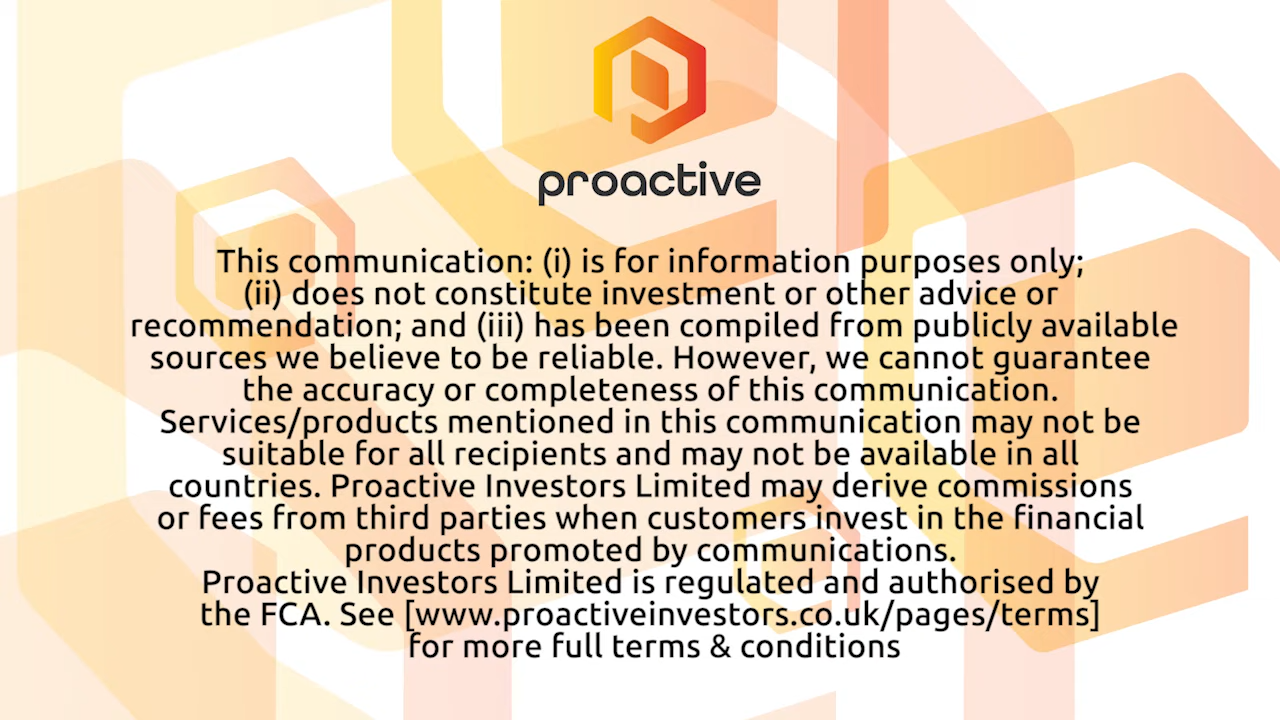 proactive
This communication: (i) is for information purposes only;
(ii) does not constitute investment or other advice or
recommendation; and (iii) has been compiled from publicly available
sources we believe to be reliable. However, we cannot guarantee
the accuracy or completeness of this communication.
Services/products mentioned in this communication may not be
suitable for all recipients and may not be available in all
countries. Proactive Investors Limited may derive commissions
or fees from third parties when customers invest in the financial
products promoted by communications.
Proactive Investors Limited is regulated and authorised by
the FCA. See [www.proactiveinvestors.co.uk/pages/terms]
for more full terms & conditions